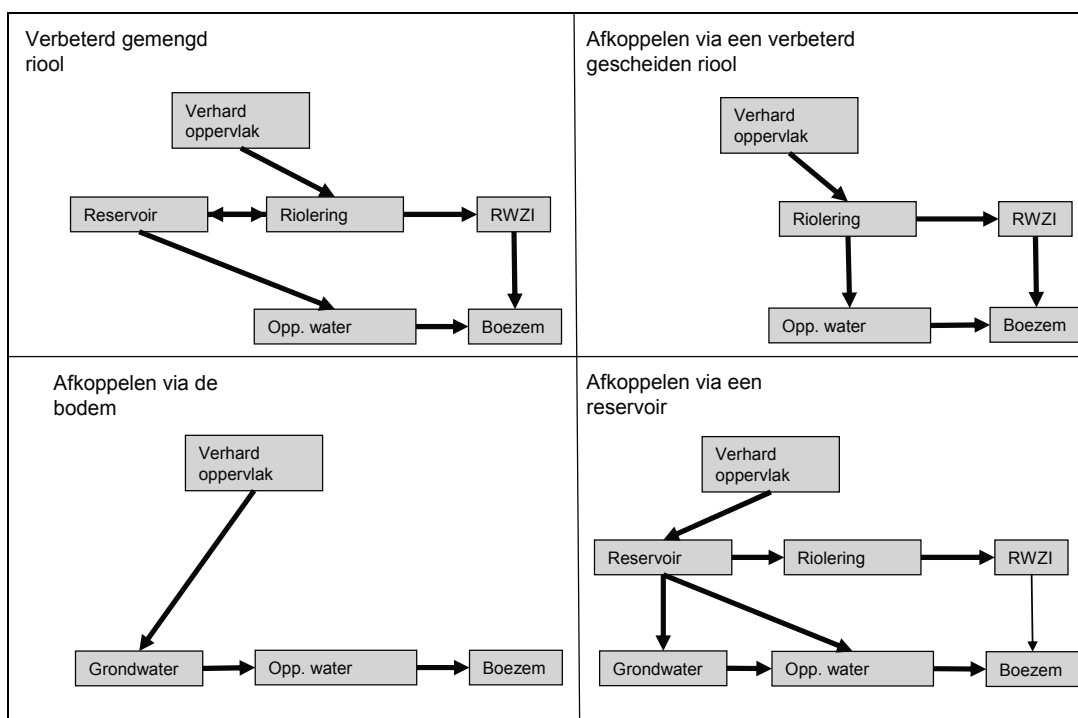 Verbeterd gemengd
riool
Verhard
oppervlak
Reservoir
Riolering
RWZI
Opp. water
Boezem
Afkoppelen via een verbeterd
gescheiden riool
Verhard
oppervlak
Riolering
RWZI
Opp. water
Boezem
Afkoppelen via de
bodem
Verhard
oppervlak
Grondwater
Opp. water
Boezem
Afkoppelen via een
reservoir
Verhard
oppervlak
Reservoir
Riolering
RWZI
Grondwater
Opp. water
Boezem